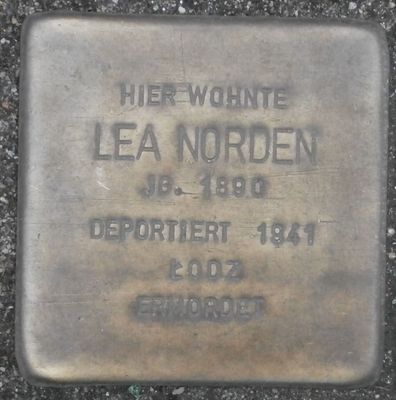 HIER WOHNTE
LEA NORDEN
JG. 1890
DEPORTIERT 1941
ŁODZ
ERMORDET